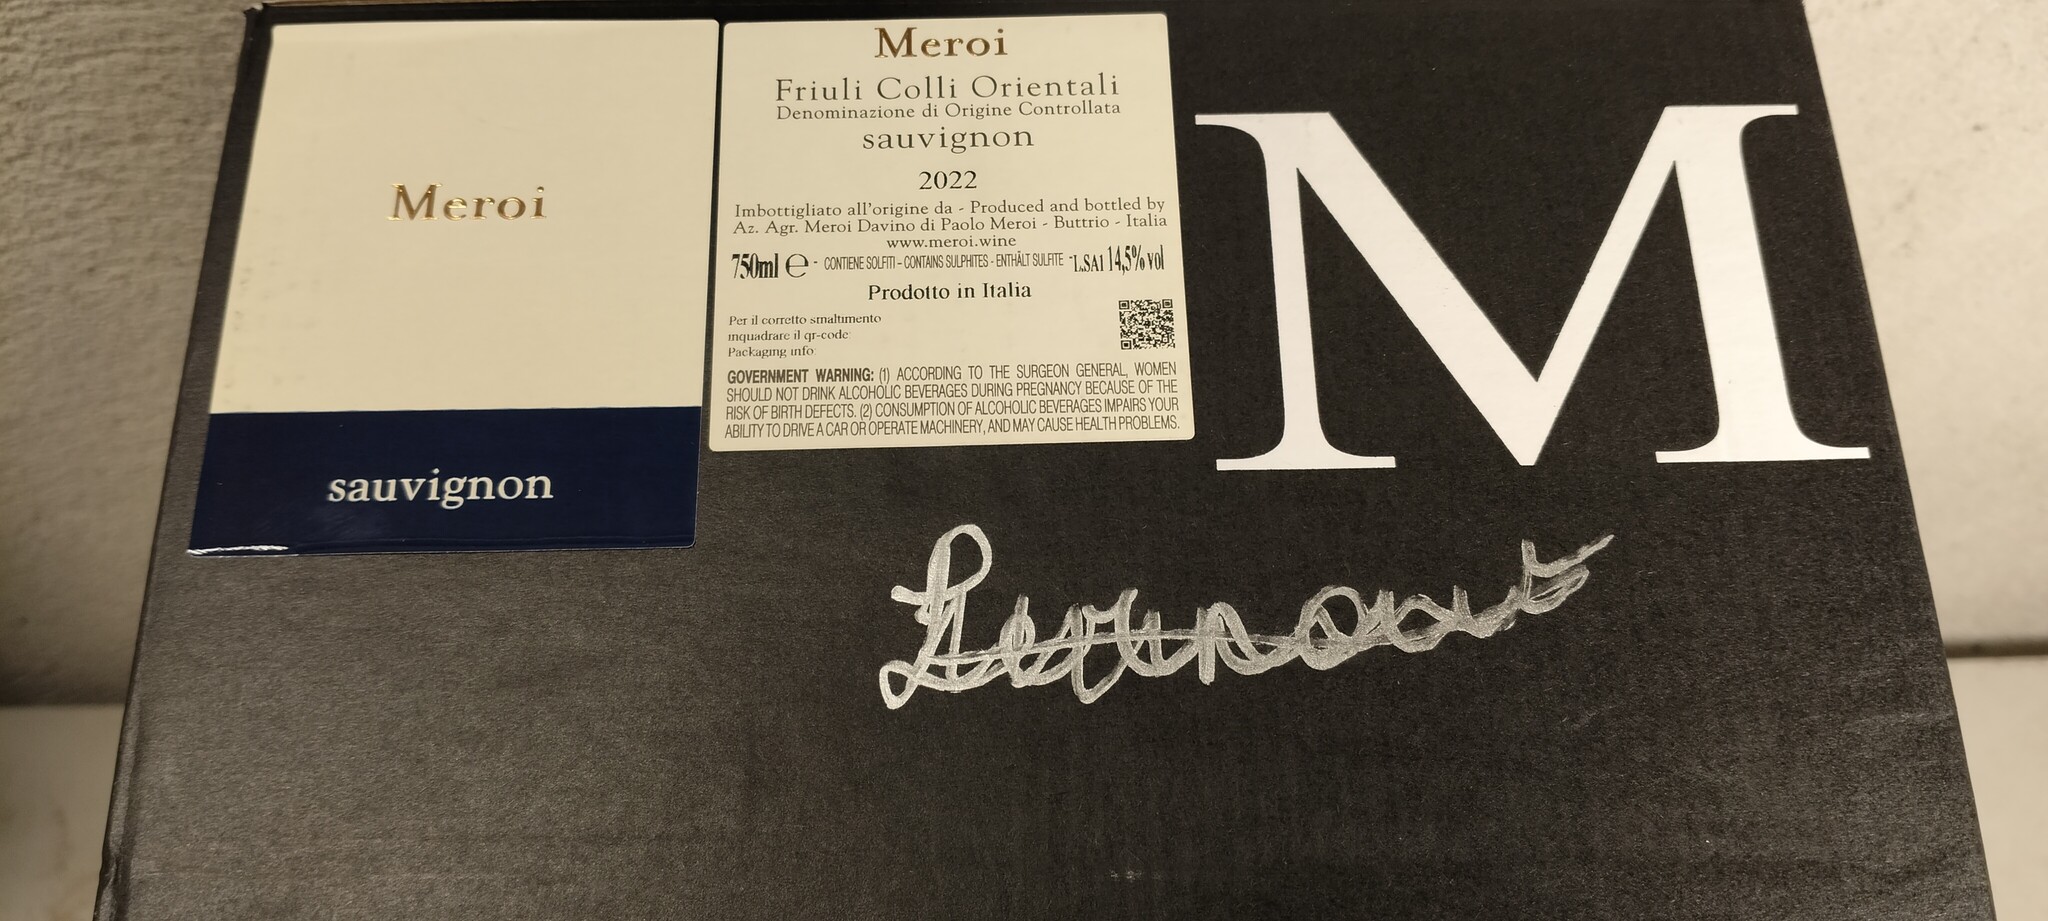 Meroi
sauvignon
Meroi
Friuli Colli Orientali
Denominazione di Origine Controllata
sauvignon
2022
Imbottigliato all'origine da - Produced and bottled by
Az. Agr. Meroi Davino di Paolo Meroi - Buttrio - Italia
www.meroi.wine
750ml ℮ - CONTIENE SOLFITI - CONTAINS SULPHITES - ENTHÄLT SULFITE - L.SA1 14,5% vol
Prodotto in Italia
Per il corretto smaltimento
inquadrare il qr-code:
Packaging info:
GOVERNMENT WARNING: (1) ACCORDING TO THE SURGEON GENERAL, WOMEN
SHOULD NOT DRINK ALCOHOLIC BEVERAGES DURING PREGNANCY BECAUSE OF THE
RISK OF BIRTH DEFECTS. (2) CONSUMPTION OF ALCOHOLIC BEVERAGES IMPAIRS YOUR
ABILITY TO DRIVE A CAR OR OPERATE MACHINERY, AND MAY CAUSE HEALTH PROBLEMS.
M